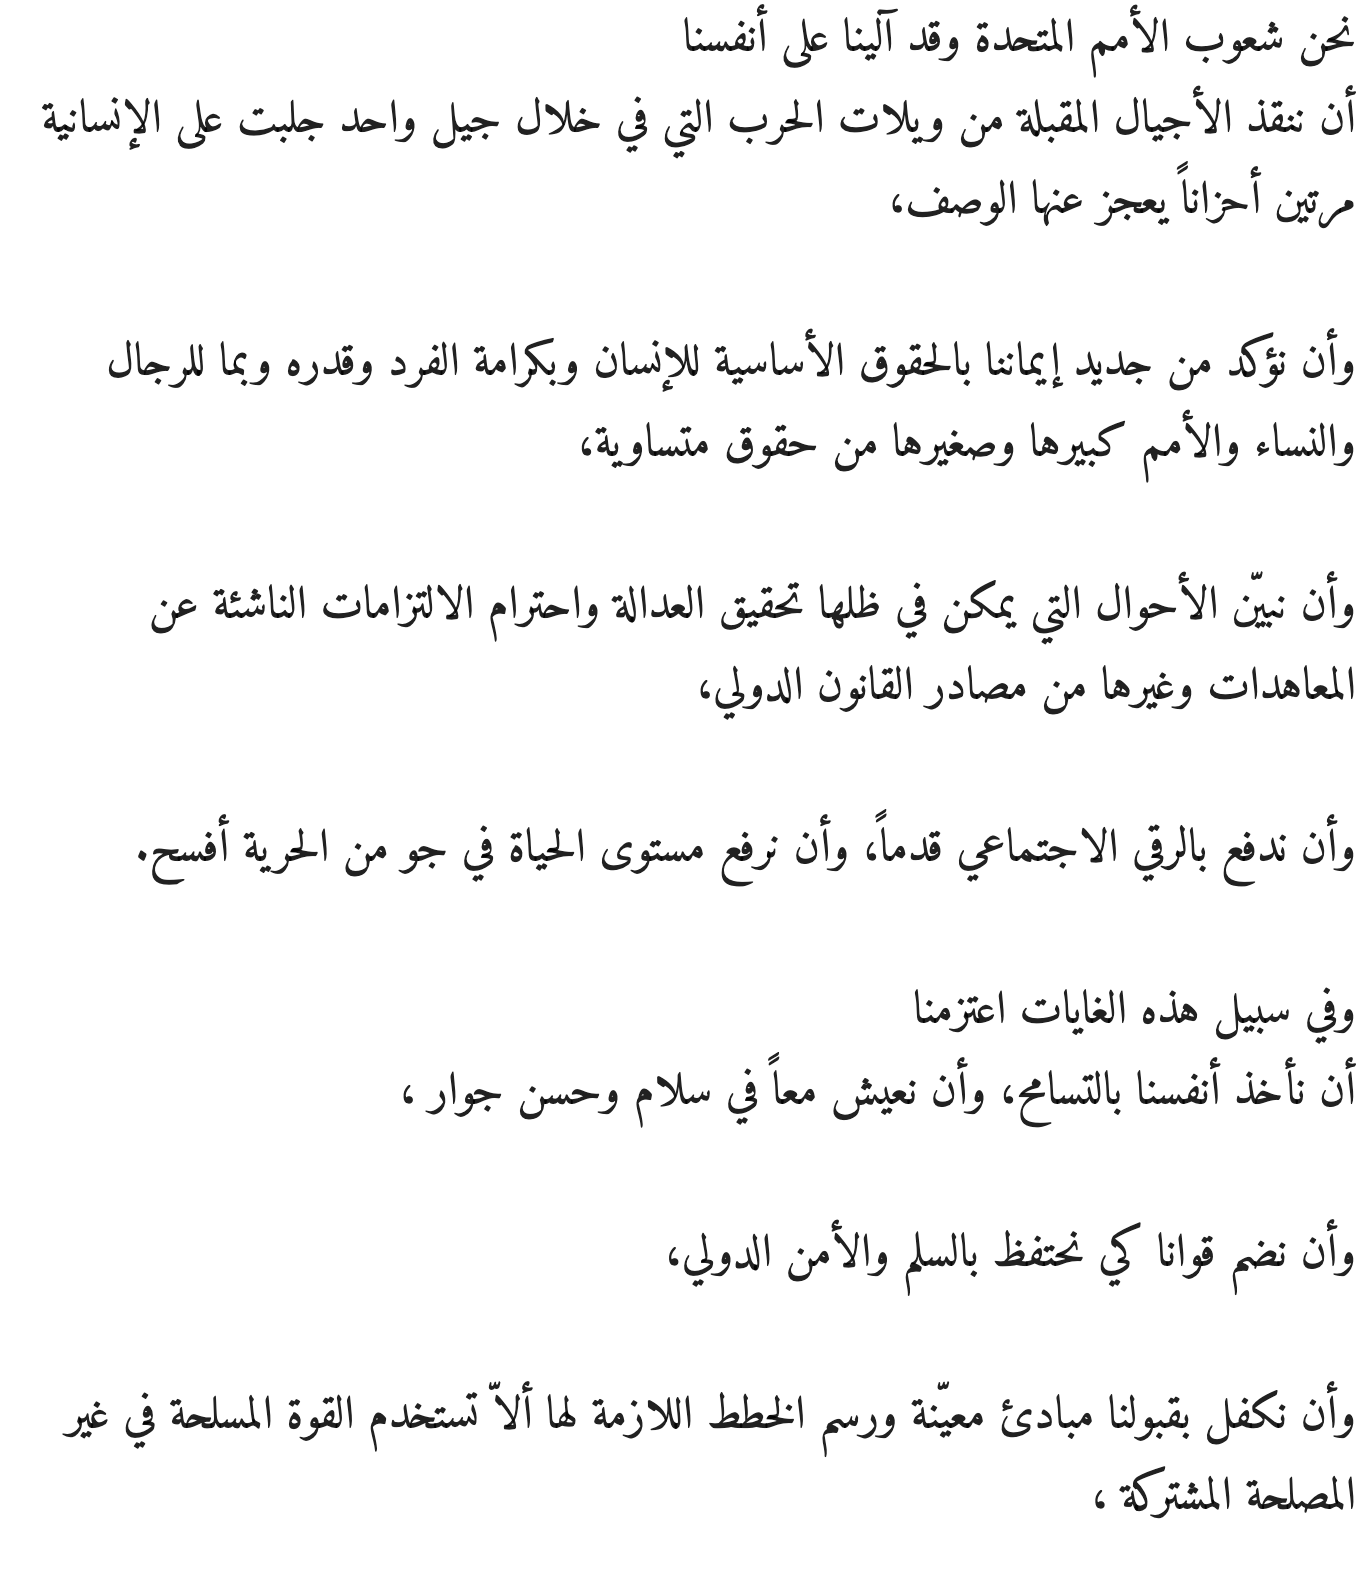 نحن شعوب الأمم المتحدة وقد آلينا على أنفسنا
أن ننقذ الأجيال المقبلة من ويلات الحرب التي في خلال جيل واحد جلبت على الإنسانية
مرتين أحزاناً يعجز عنها الوصف،
وأن نؤكد من جديد إيماننا بالحقوق الأساسية للإنسان وبكرامة الفرد وقدره وبما للرجال
والنساء والأمم كبيرها وصغيرها من حقوق متساوية،
وأن نبيّن الأحوال التي يمكن في ظلها تحقيق العدالة واحترام الالتزامات الناشئة عن
المعاهدات وغيرها من مصادر القانون الدولي،
وأن ندفع بالرقي الاجتماعي قدماً، وأن نرفع مستوى الحياة في جو من الحرية أفسح.
وفي سبيل هذه الغايات اعتزمنا
أن نأخذ أنفسنا بالتسامح، وأن نعيش معاً في سلام وحسن جوار ،
وأن نضم قوانا كي نحتفظ بالسلم والأمن الدولي،
وأن نكفل بقبولنا مبادئ معيّنة ورسم الخطط اللازمة لها ألاّ تستخدم القوة المسلحة في غير
المصلحة المشتركة ،